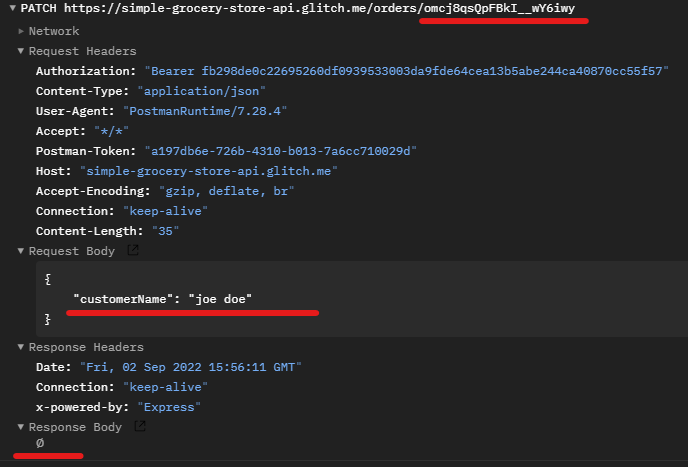 PATCH https://simple-grocery-store-api.glitch.me/orders/omcj8qsQpFBkI__wY6iwy
Network
Request Headers
Authorization: "Bearer fb298de0c22695260df0939533003da9fde64cea13b5abe244ca40870cc55f57"
Content-Type: "application/json"
User-Agent: "PostmanRuntime/7.28.4"
Accept: "*/*"
Postman-Token: "a197db6e-726b-4310-b013-7a6cc710029d"
Host: "simple-grocery-store-api.glitch.me"
Accept-Encoding: "gzip, deflate, br"
Connection: "keep-alive"
Content-Length: "35"
Request Body
{
"customerName": "joe doe"
}
Response Headers
Date: "Fri, 02 Sep 2022 15:56:11 GMT"
Connection: "keep-alive"
x-powered-by: "Express"
Response Body
Ø